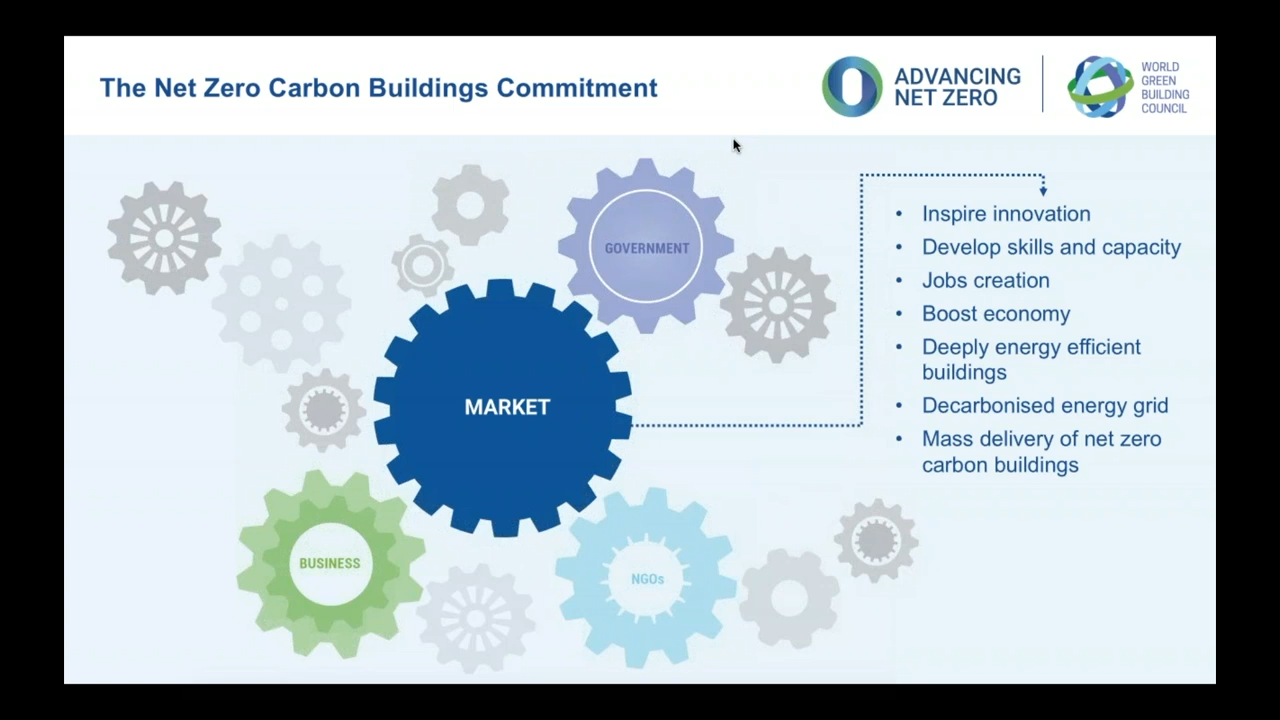 The Net Zero Carbon Buildings Commitment
ADVANCING
NET ZERO
WORLD
GREEN
BUILDING
COUNCIL
GOVERNMENT
MARKET
BUSINESS
NGOs
• Inspire innovation
• Develop skills and capacity
• Jobs creation
• Boost economy
• Deeply energy efficient
buildings
• Decarbonised energy grid
• Mass delivery of net zero
carbon buildings